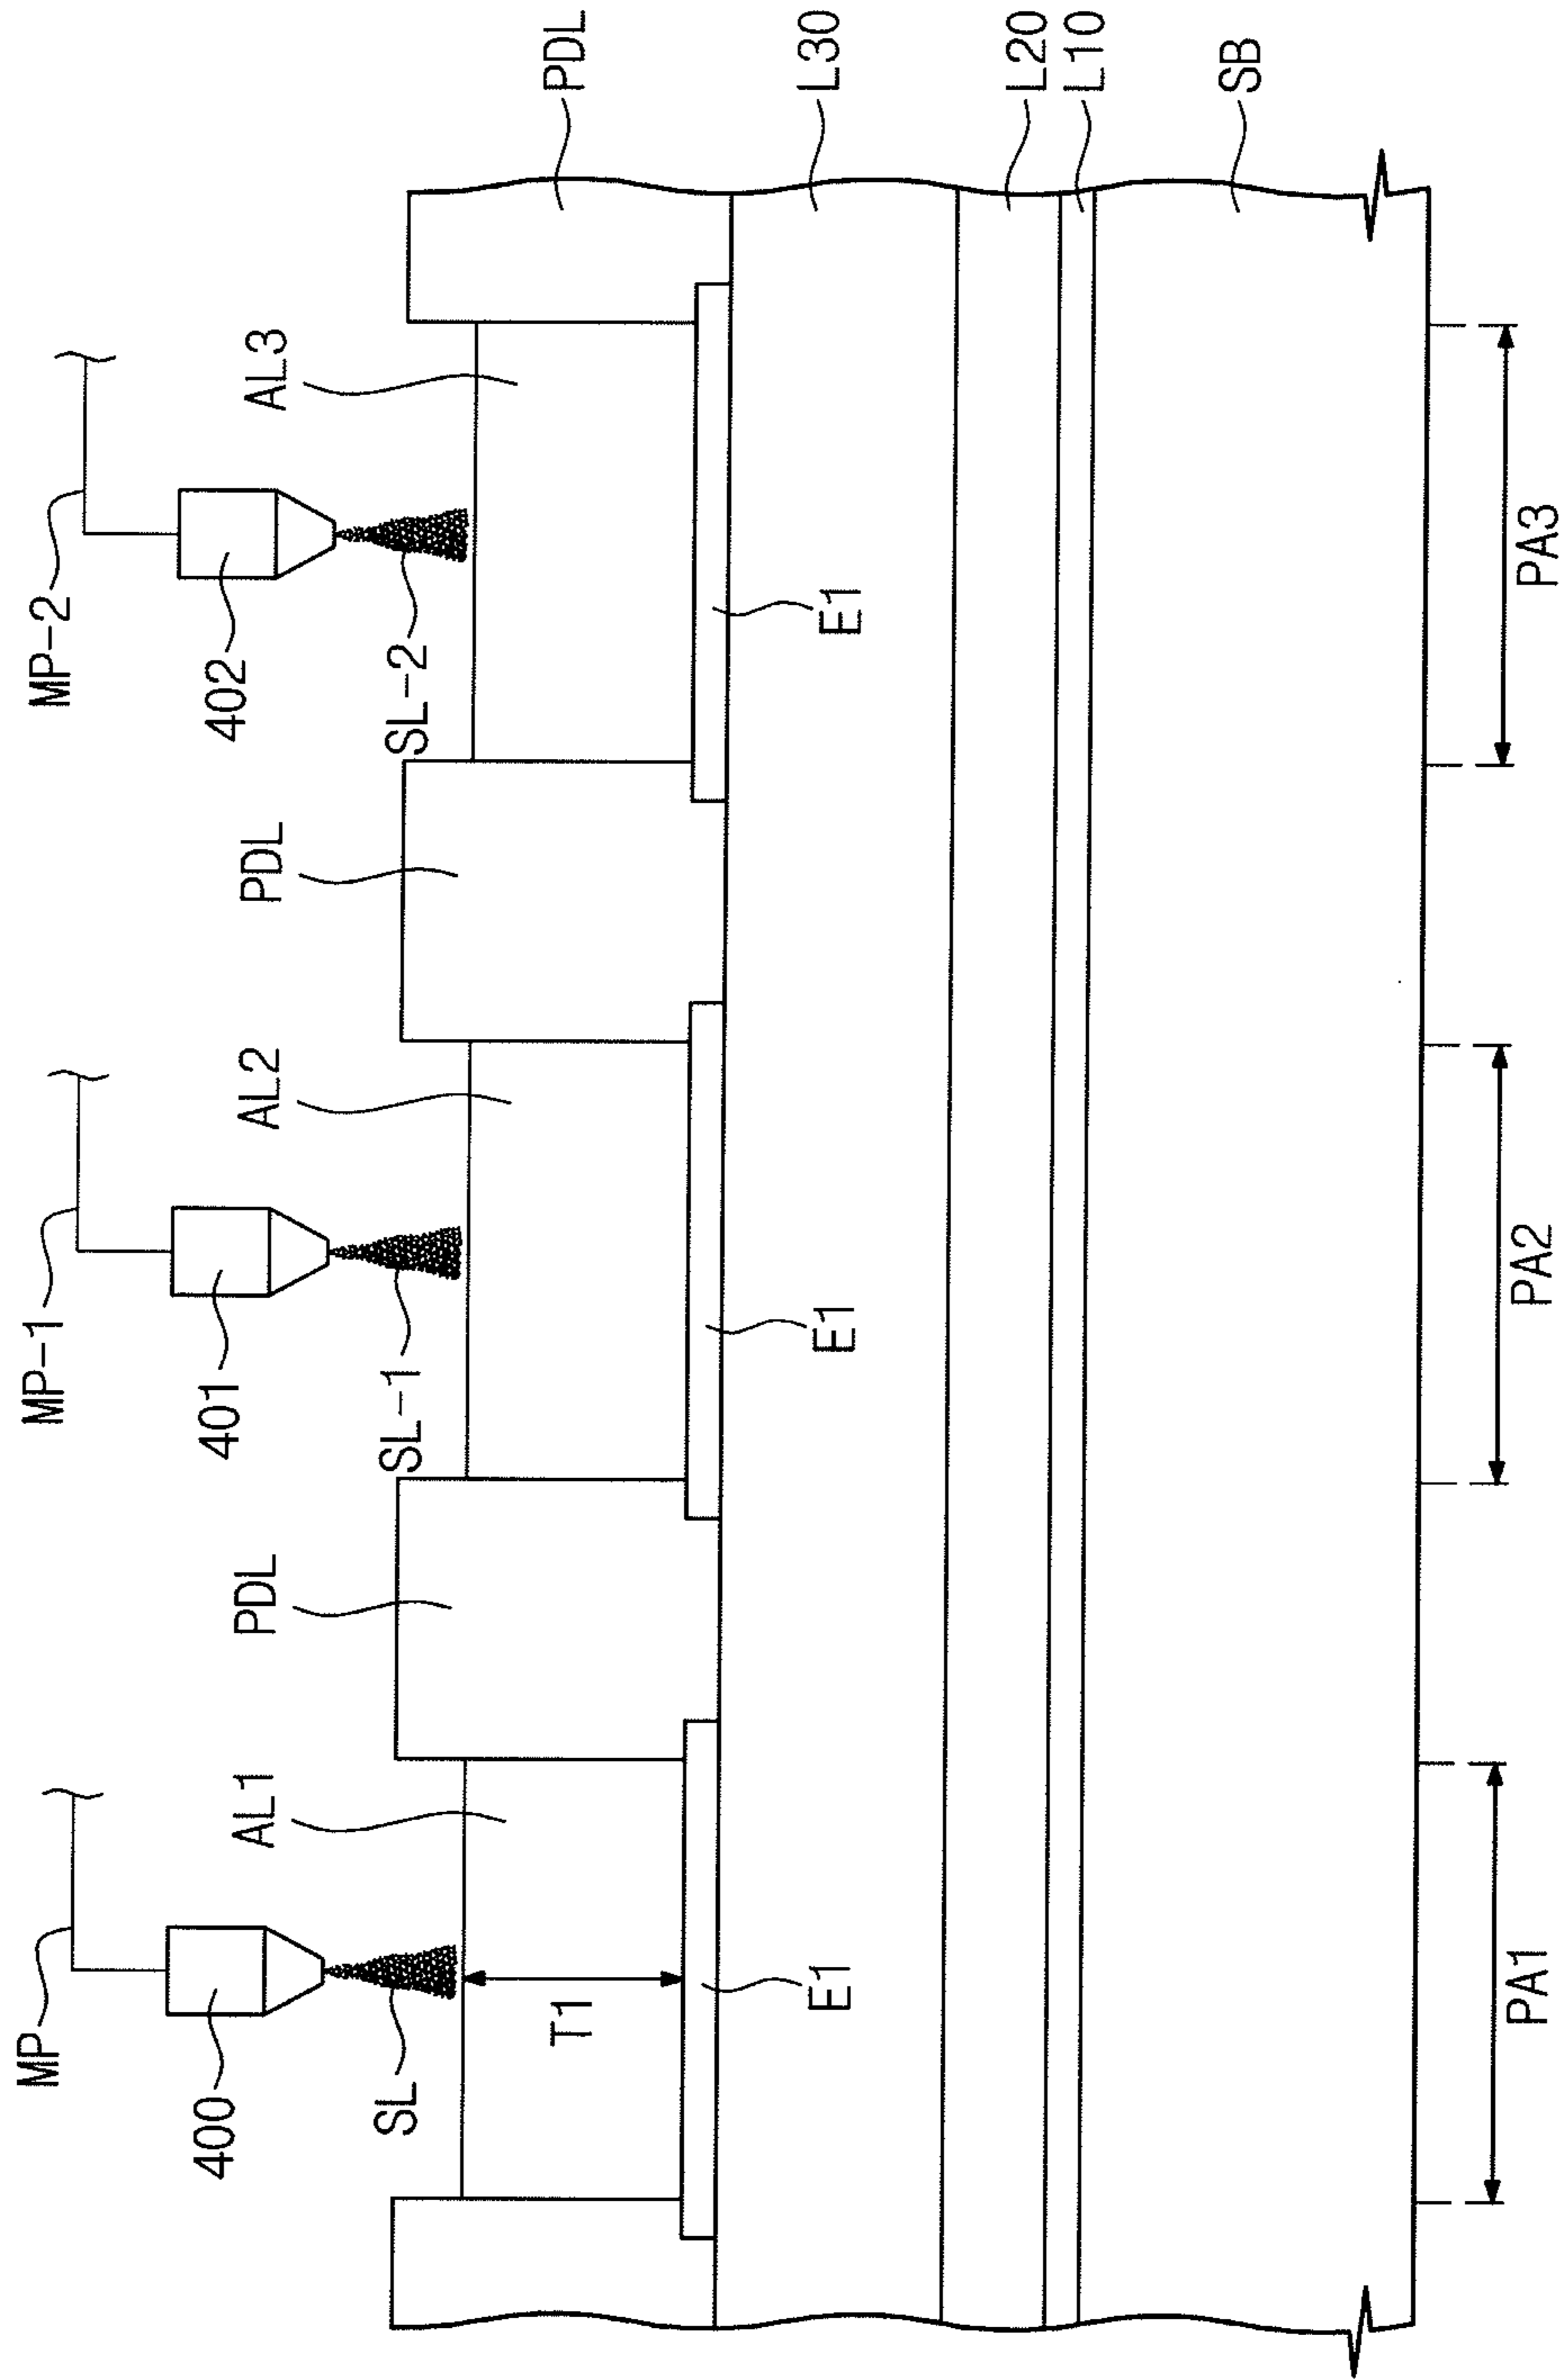 MP
MP-1
MP-2
400
401
402
SL
AL1
PDL
SL-1
AL2
PDL
SL-2
AL3
PDL
T1
E1
E1
E1
L30
L20
L10
SB
PA1
PA2
PA3